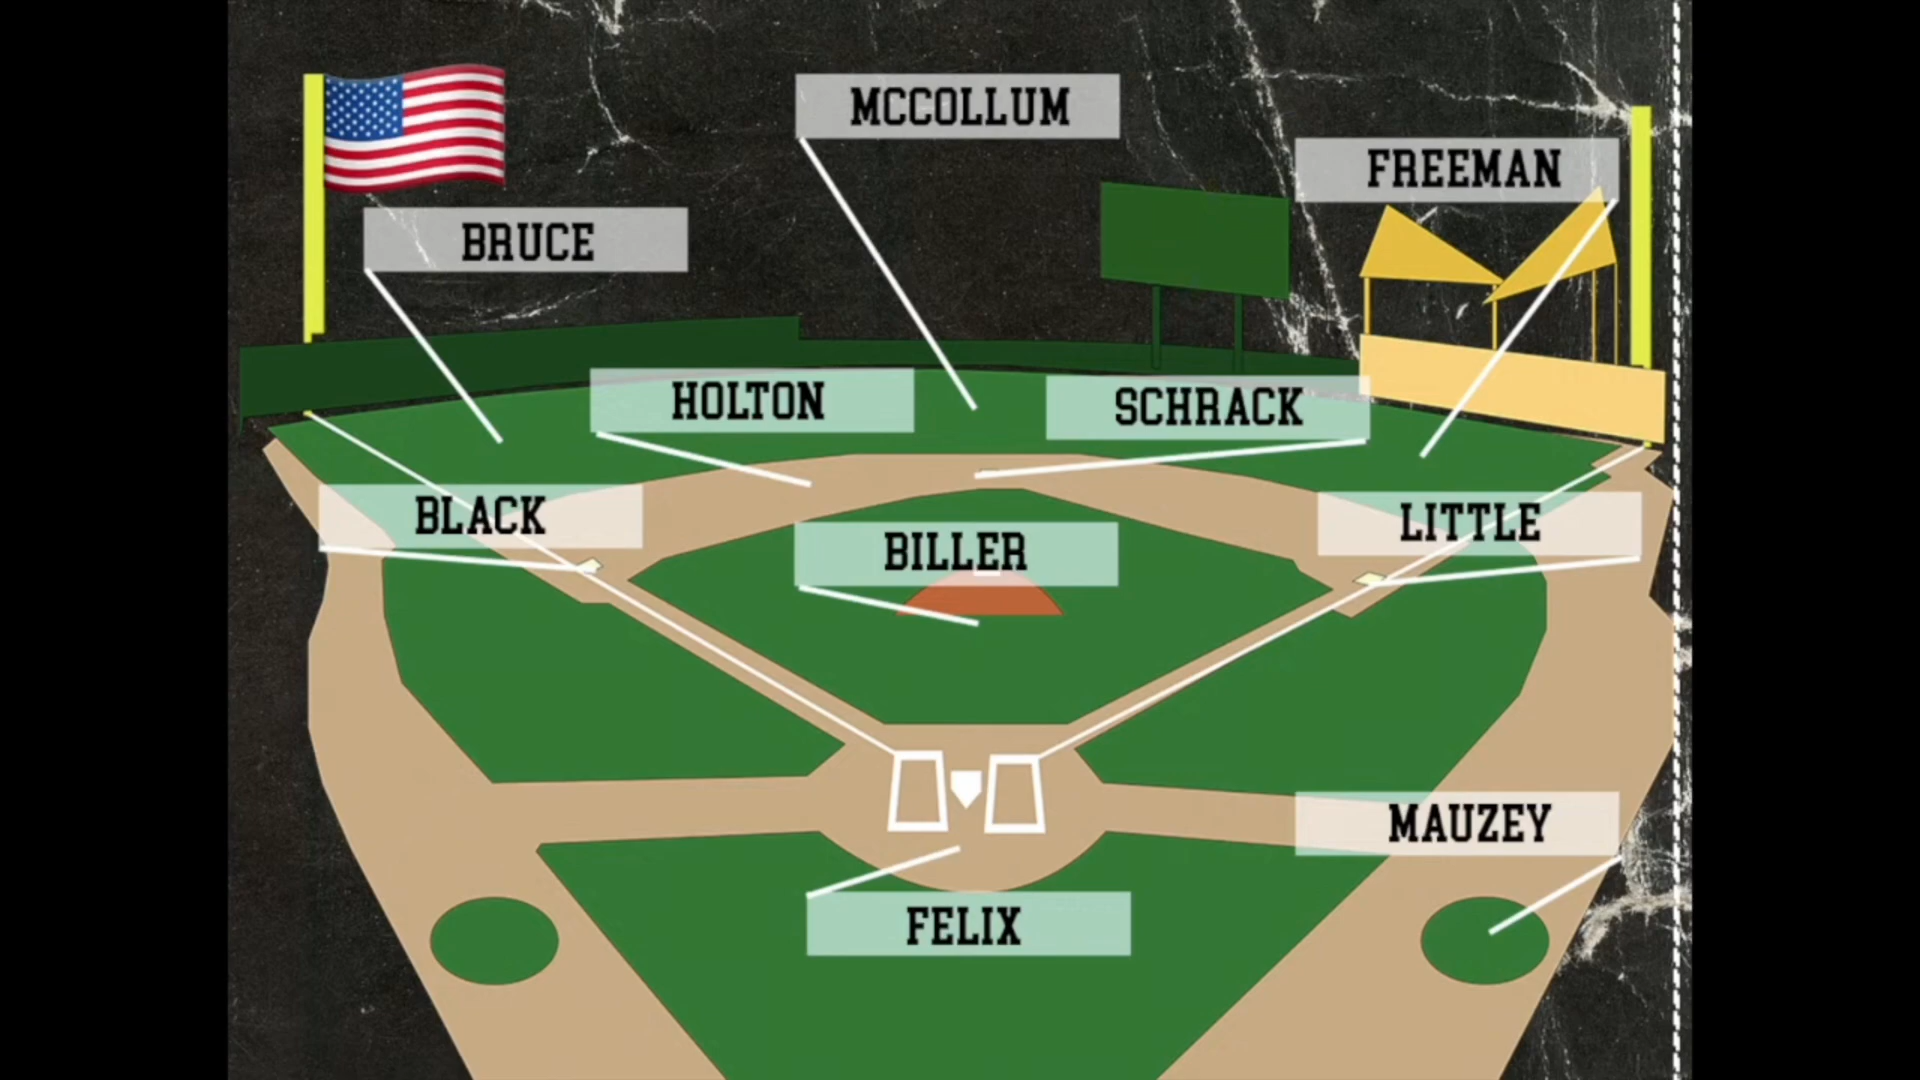 MCCOLLUM
FREEMAN
BRUCE
HOLTON
SCHRACK
BLACK
LITTLE
BILLER
MAUZEY
FELIX